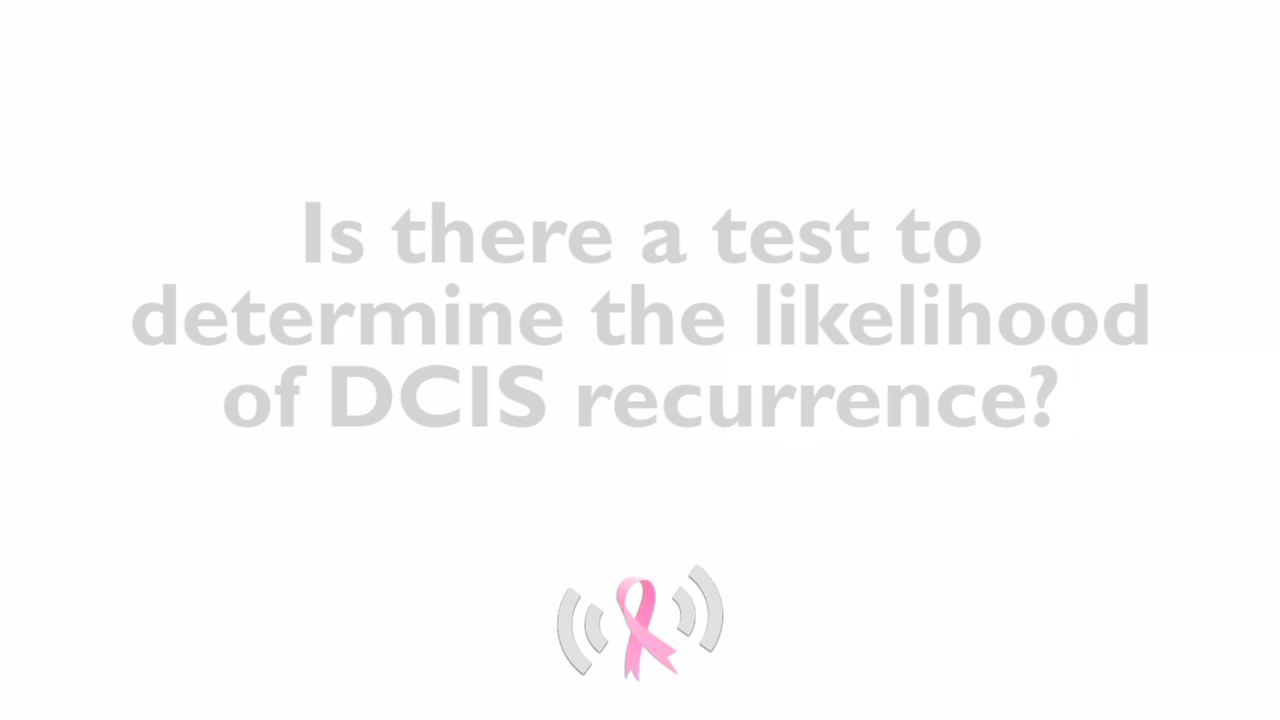 Is there a test to
determine the likelihood
of DCIS recurrence?